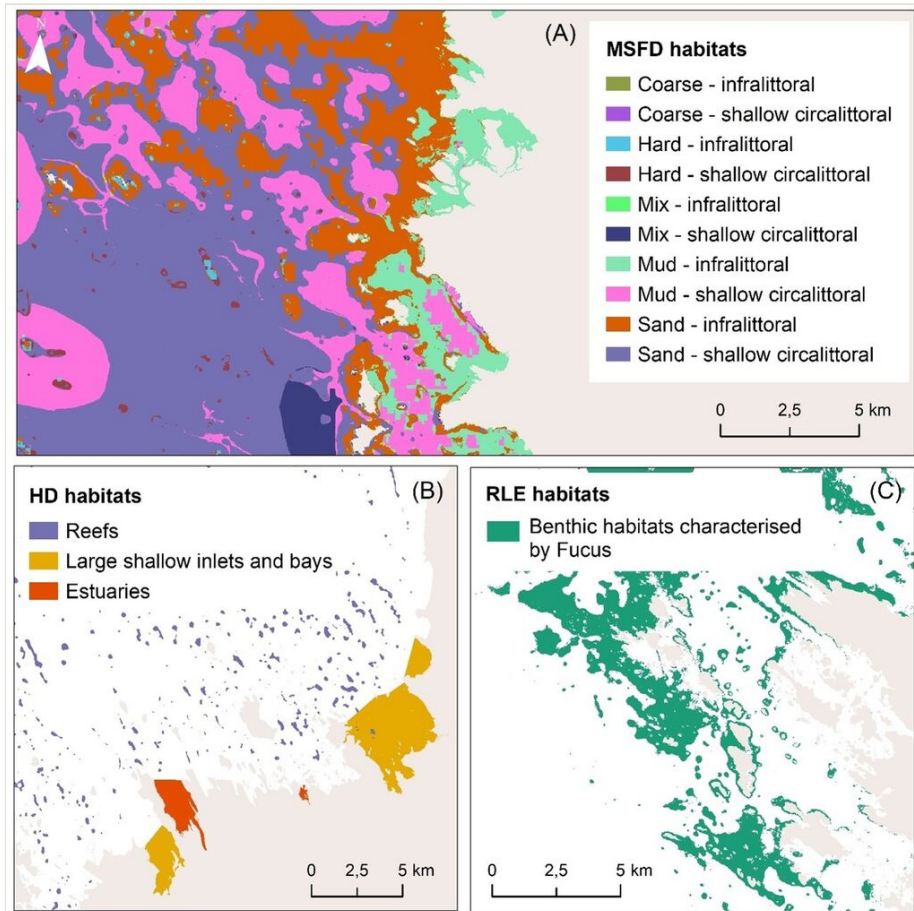 N
(A)
MSFD habitats
Coarse - infralittoral
Coarse - shallow circalittoral
Hard - infralittoral
Hard - shallow circalittoral
Mix - infralittoral
Mix - shallow circalittoral
Mud - infralittoral
Mud - shallow circalittoral
Sand - infralittoral
Sand - shallow circalittoral
0 2,5 5 km
(B)
HD habitats
Reefs
Large shallow inlets and bays
Estuaries
0 2,5 5 km
(C)
RLE habitats
Benthic habitats characterised
by Fucus
0 2,5 5 km